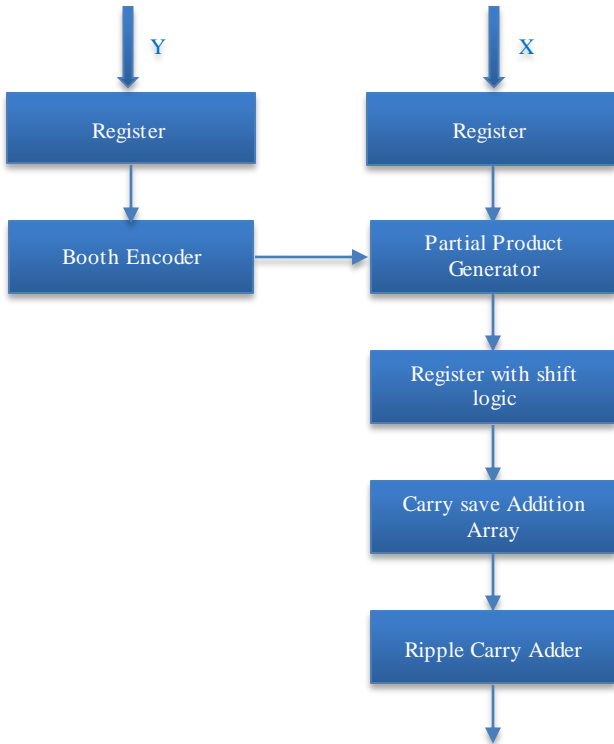 Y
X
Register
Register
Booth Encoder
Partial Product
Generator
Register with shift
logic
Carry save Addition
Array
Ripple Carry Adder